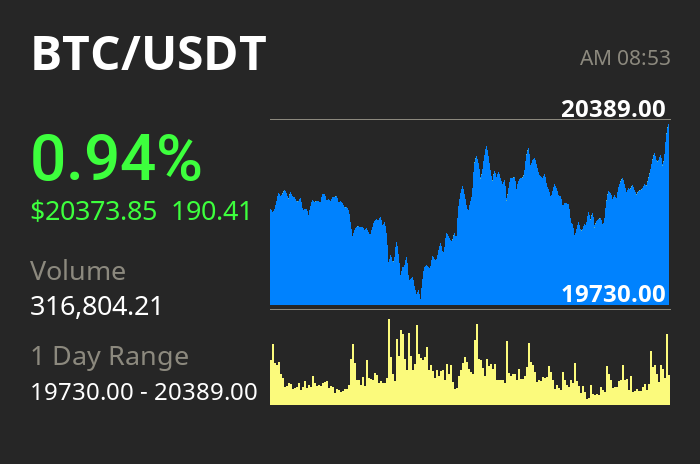 BTC/USDT
AM 08:53
0.94%
$20373.85 190.41
Volume
316,804.21
1 Day Range
19730.00 - 20389.00
20389.00
19730.00